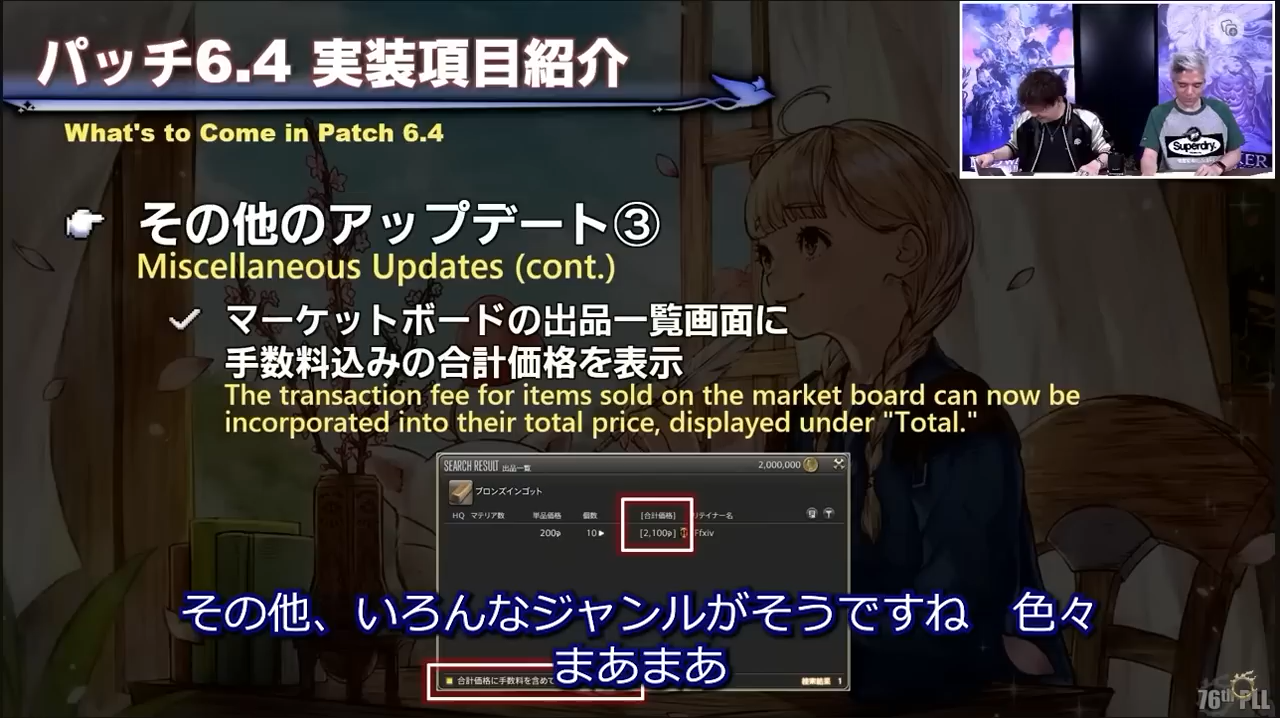 パッチ6.4 実装項目紹介
What's to Come in Patch 6.4
その他のアップデート③
Miscellaneous Updates (cont.)
マーケットボードの出品一覧画面に
手数料込みの合計価格を表示
The transaction fee for items sold on the market board can now be
incorporated into their total price, displayed under "Total."
SEARCH RESULT 出品一覧 2,000,000
ブロンズインゴット
HQ マテリア数 単品価格 個数 [合計価格] リテイナー名
200 10 [2,100] Ffxiv
その他、いろんなジャンルがそうですね 色々
まあまあ
合計価格に手数料を含めて
検索結果 1
Superdry.
76th PLL